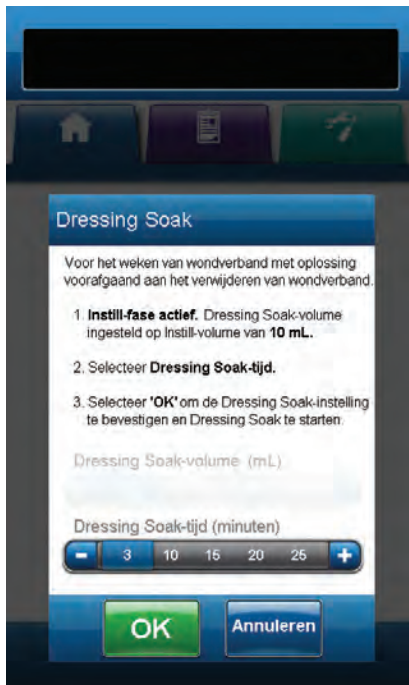 Dressing Soak
Voor het weken van wondverband met oplossing
voorafgaand aan het verwijderen van wondverband.
1. Instill-fase actief. Dressing Soak-volume
ingesteld op Instill-volume van 10 mL.
2. Selecteer Dressing Soak-tijd.
3. Selecteer 'OK' om de Dressing Soak-instelling
te bevestigen en Dressing Soak te starten.
Dressing Soak-volume (mL)
Dressing Soak-tijd (minuten)
- 3 10 15 20 25 +
OK Annuleren